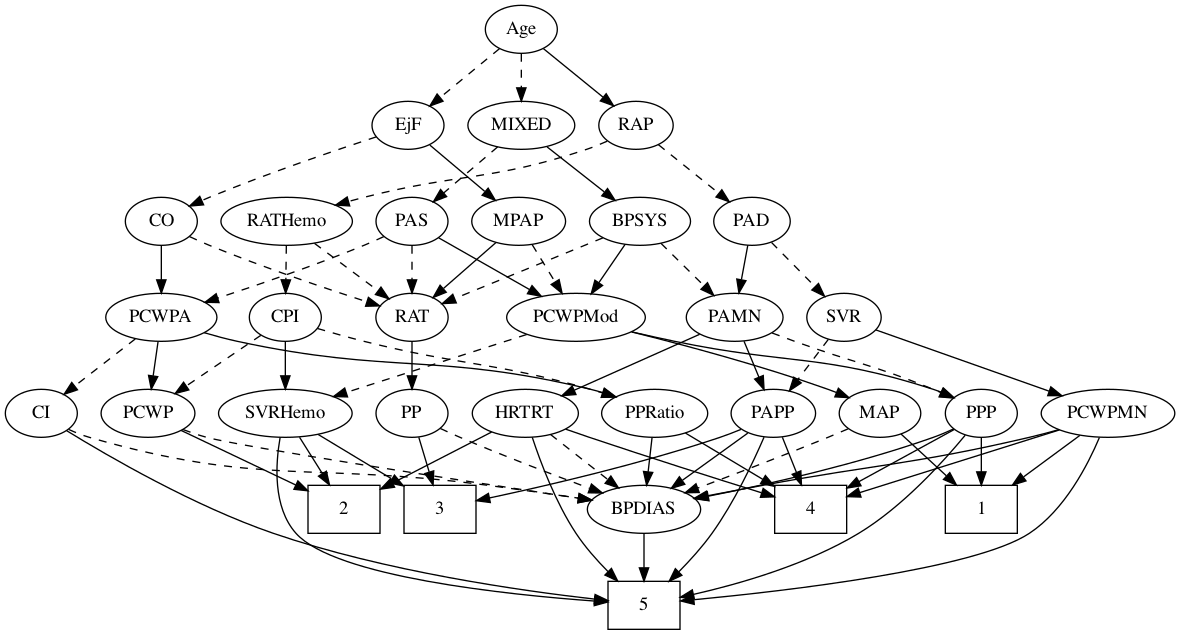 Age
EjF
MIXED
RAP
CO
RATHemo
PAS
MPAP
BPSYS
PAD
PCWPA
CPI
RAT
PCWPMod
PAMN
SVR
CI
PCWP
SVRHemo
PP
HRTRT
PPRatio
PAPP
MAP
PPP
PCWPMN
2
3
BPDIAS
4
1
5